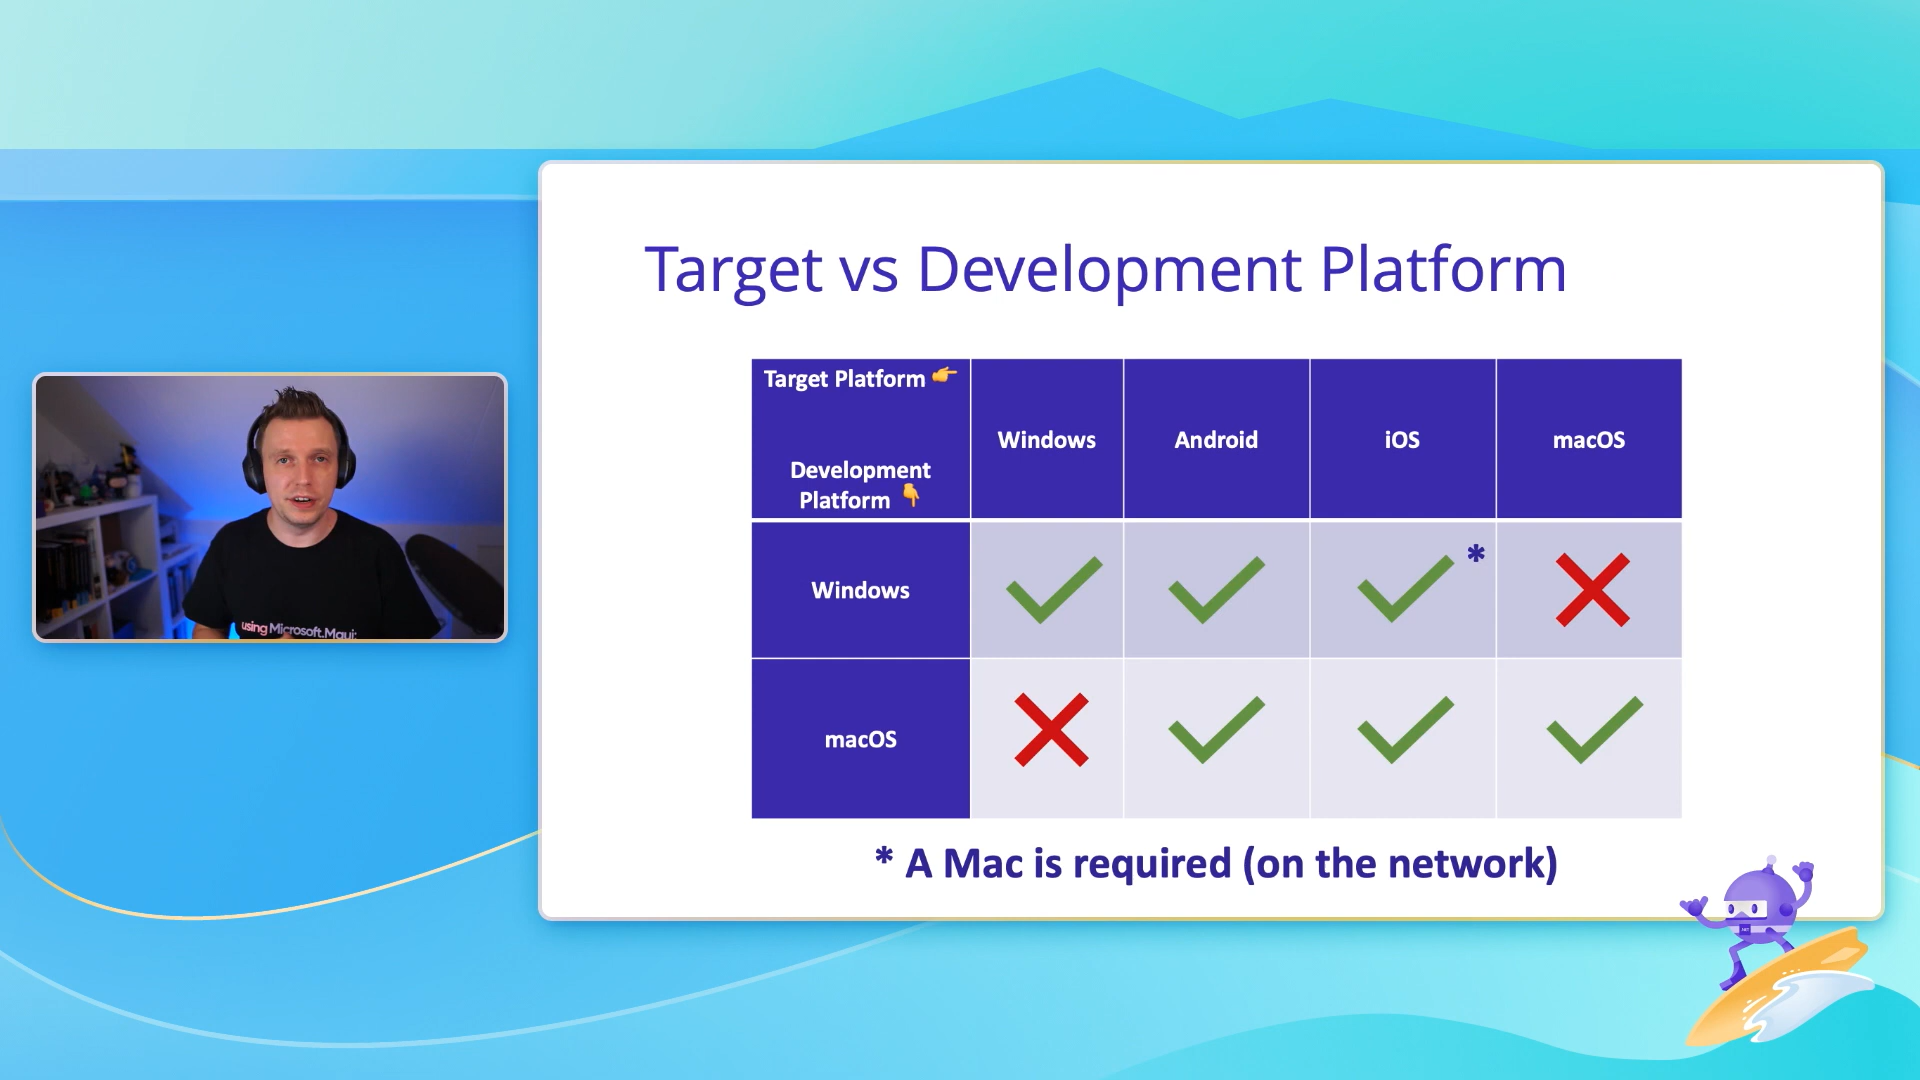 Target vs Development Platform
Target Platform 👉
Development
Platform 👇
Windows
Android
iOS
macOS
Windows
*
macOS
* A Mac is required (on the network)
using Microsoft.Maui;
.NET